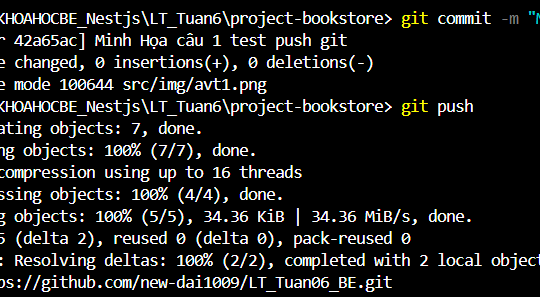 KHOAHOCBE_Nestjs\LT_Tuan6\project-bookstore> git commit -m "
r 42a65ac] Minh Họa câu 1 test push git
e changed, 0 insertions(+), 0 deletions(-)
e mode 100644 src/img/avt1.png
KHOAHOCBE_Nestjs\LT_Tuan6\project-bookstore> git push
ating objects: 7, done.
ng objects: 100% (7/7), done.
compression using up to 16 threads
ssing objects: 100% (4/4), done.
g objects: 100% (5/5), 34.36 KiB | 34.36 MiB/s, done.
5 (delta 2), reused 0 (delta 0), pack-reused 0
: Resolving deltas: 100% (2/2), completed with 2 local object
ps://github.com/new-dai1009/LT_Tuan06_BE.git